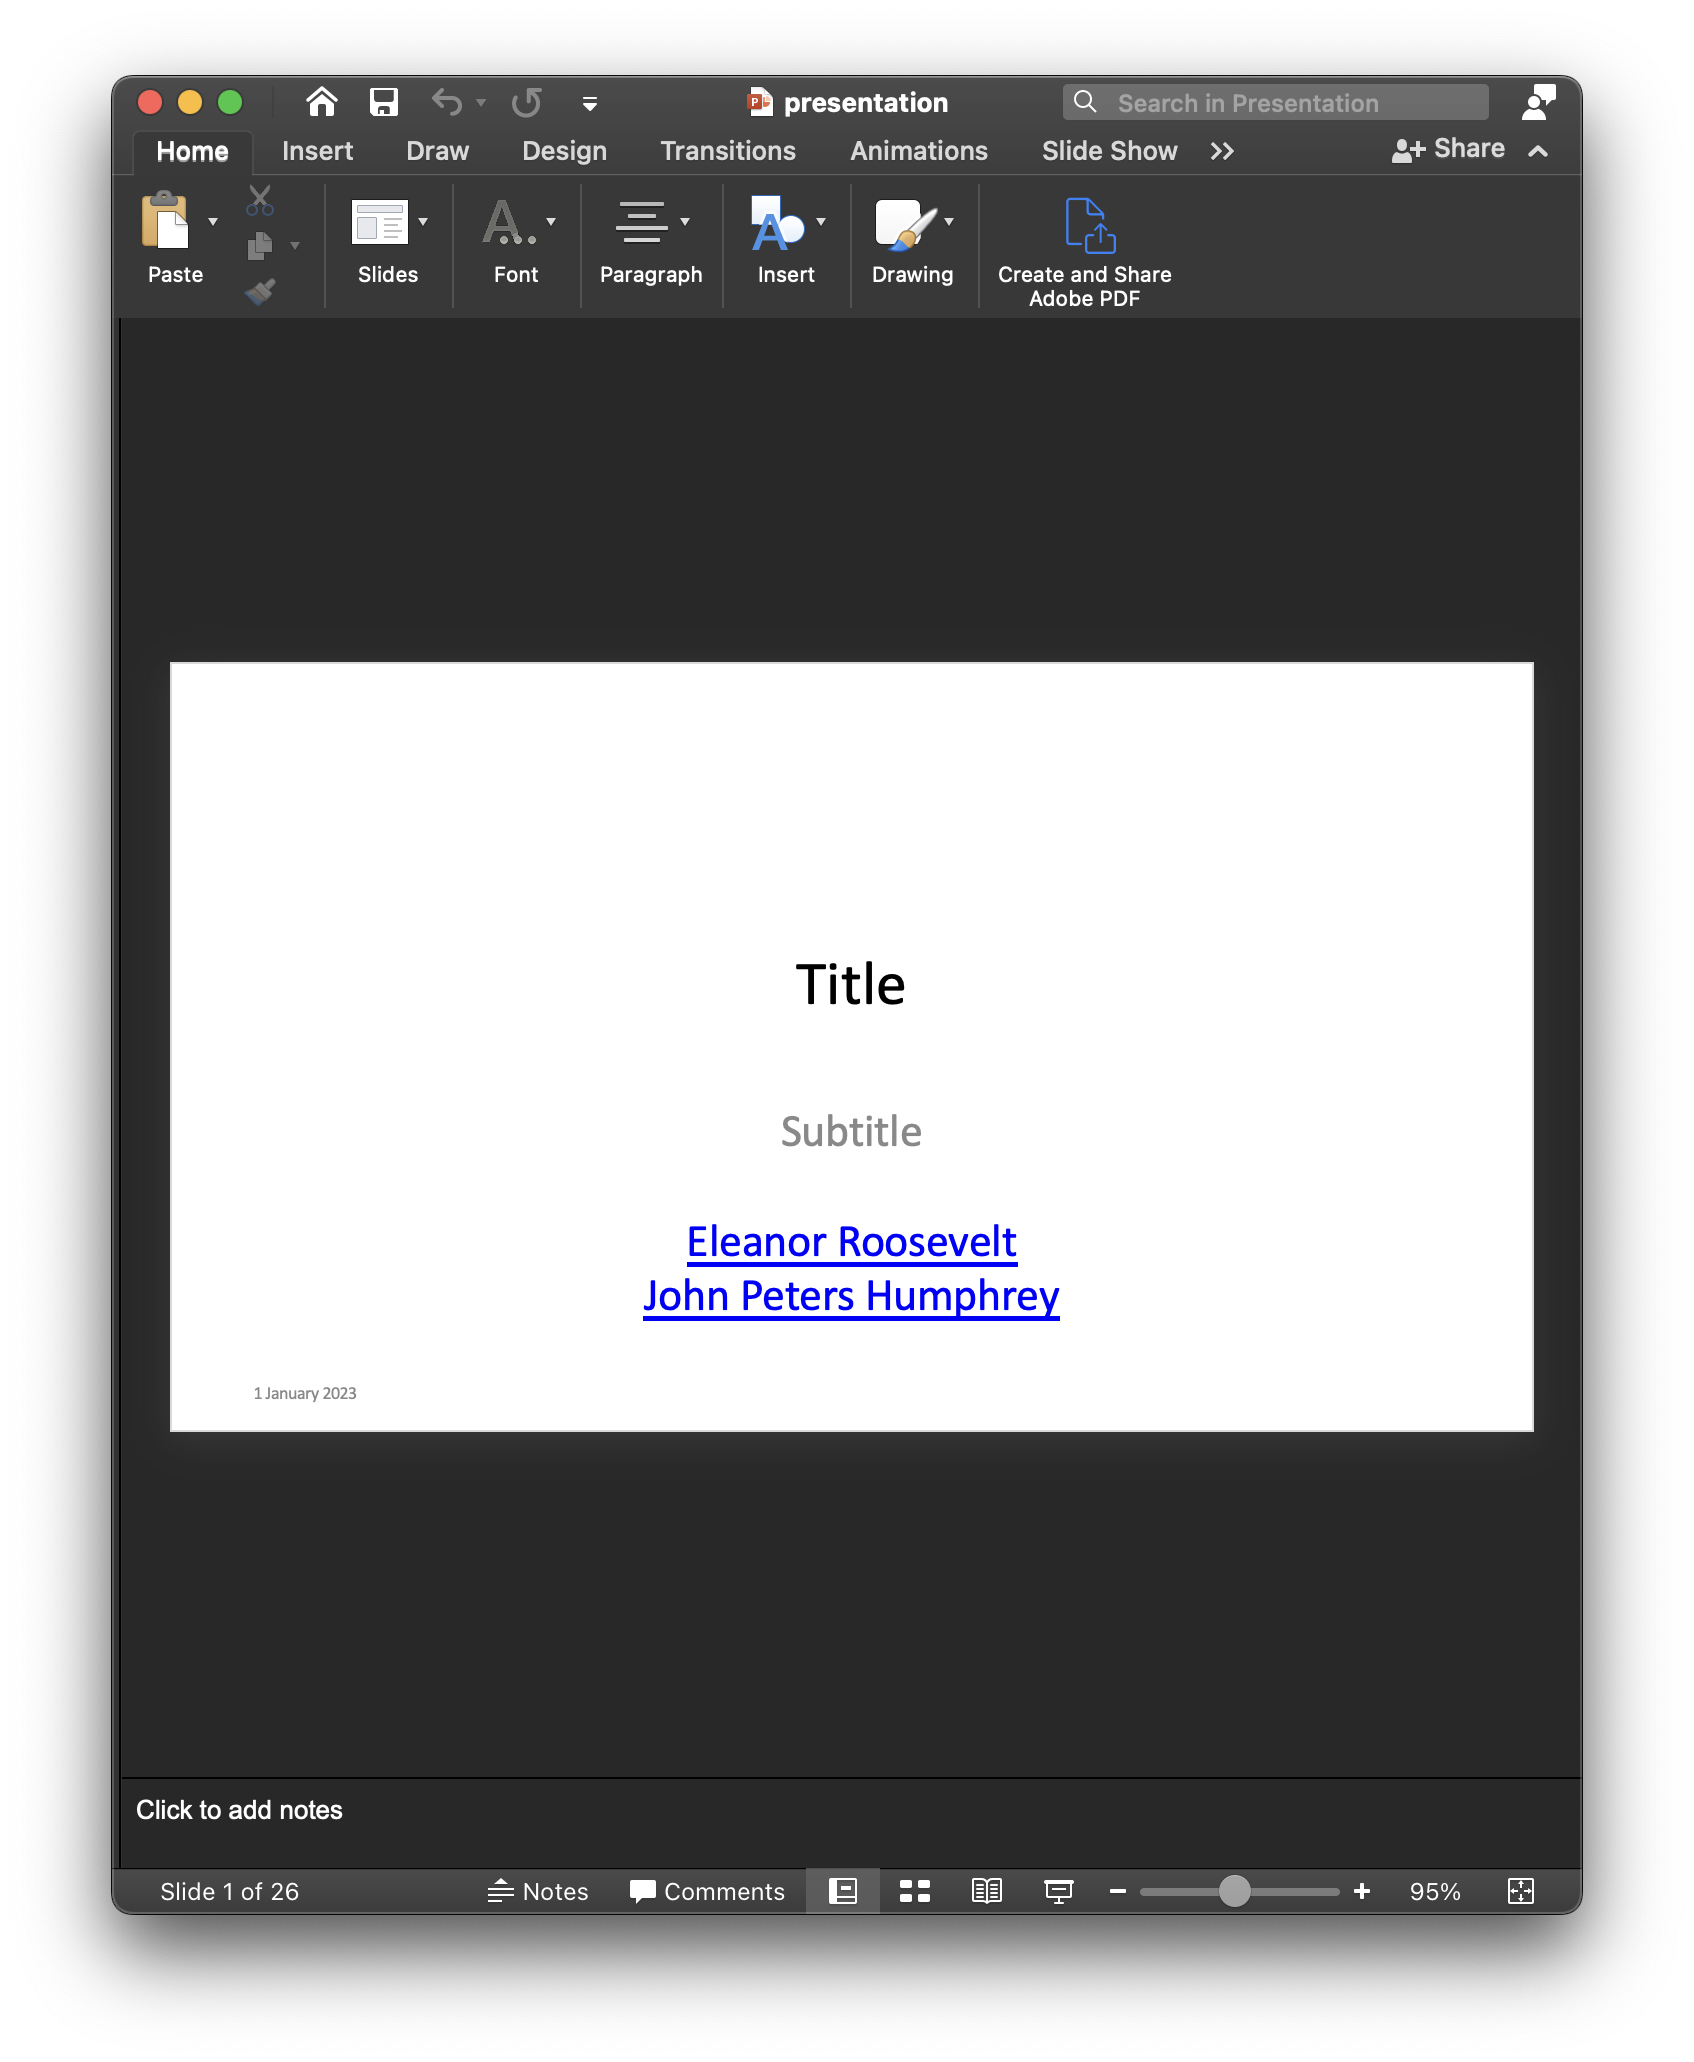 presentation
Search in Presentation
Home Insert Draw Design Transitions Animations Slide Show Share
Paste Slides Font Paragraph Insert Drawing Create and Share
Adobe PDF
Title
Subtitle
Eleanor Roosevelt
John Peters Humphrey
1 January 2023
Click to add notes
Slide 1 of 26 Notes Comments 95%